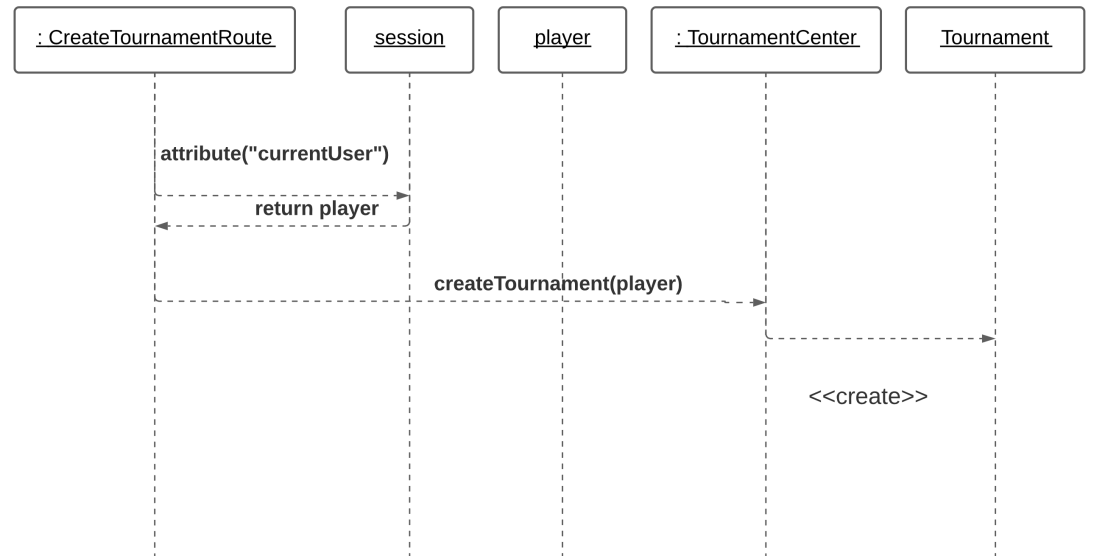 : CreateTournamentRoute
session
player
: TournamentCenter
Tournament
attribute("currentUser")
return player
createTournament(player)
<<create>>